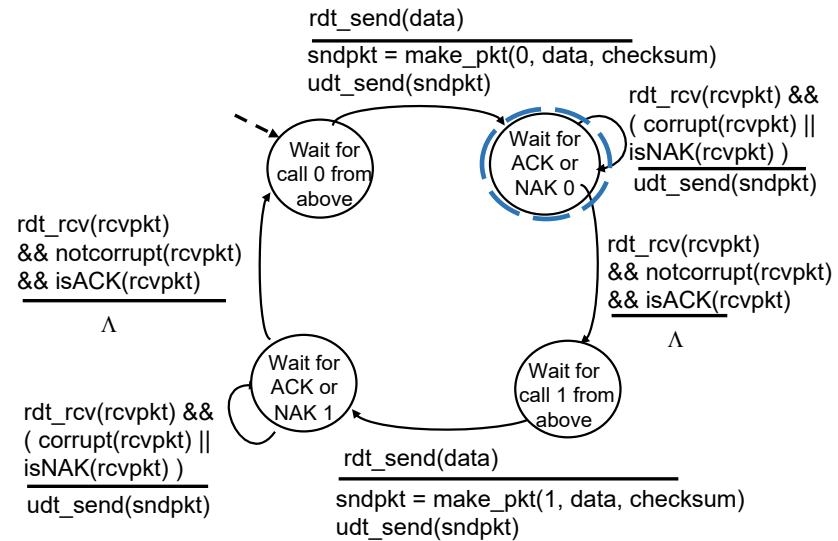 rdt_send(data)
sndpkt = make_pkt(0, data, checksum)
udt_send(sndpkt)
Wait for
call 0 from
above
Wait for
ACK or
NAK 0
rdt_rcv(rcvpkt) &&
( corrupt(rcvpkt) ||
isNAK(rcvpkt) )
udt_send(sndpkt)
rdt_rcv(rcvpkt)
&& notcorrupt(rcvpkt)
&& isACK(rcvpkt)
Λ
rdt_rcv(rcvpkt)
&& notcorrupt(rcvpkt)
&& isACK(rcvpkt)
Λ
Wait for
ACK or
NAK 1
Wait for
call 1 from
above
rdt_rcv(rcvpkt) &&
( corrupt(rcvpkt) ||
isNAK(rcvpkt) )
udt_send(sndpkt)
rdt_send(data)
sndpkt = make_pkt(1, data, checksum)
udt_send(sndpkt)